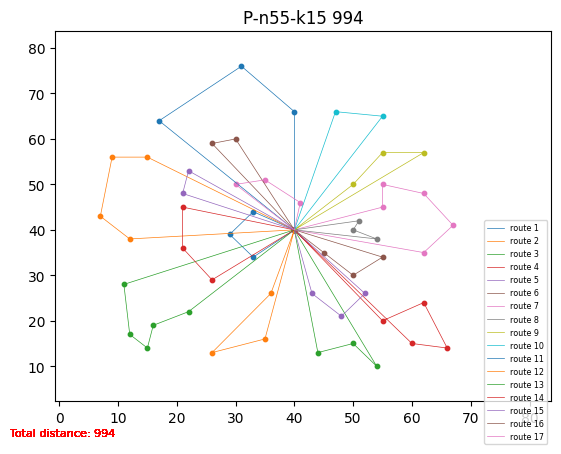 P-n55-k15 994
80
70
60
50
40
30
20
10
0 10 20 30 40 50 60 70 80
route 1
route 2
route 3
route 4
route 5
route 6
route 7
route 8
route 9
route 10
route 11
route 12
route 13
route 14
route 15
route 16
route 17
Total distance: 994